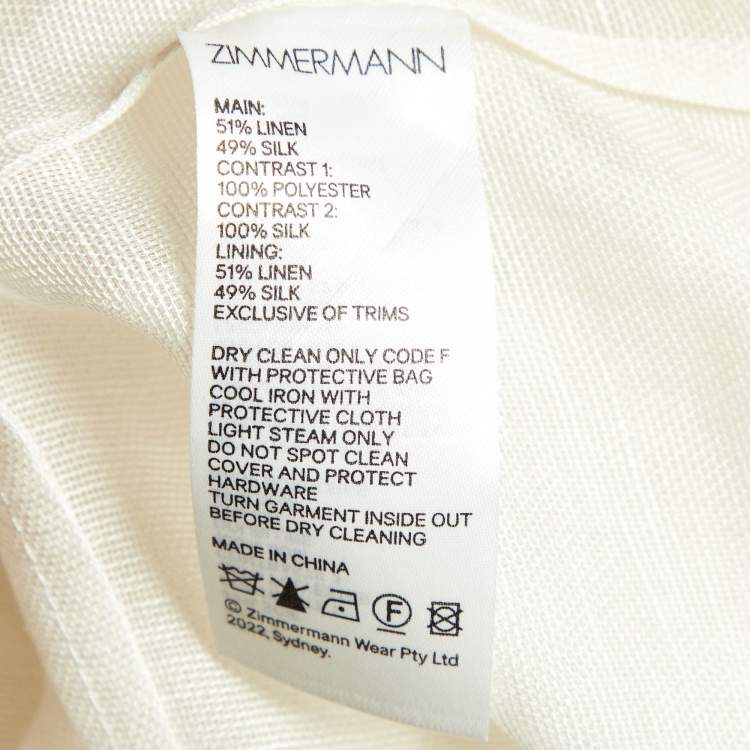 ZIMMERMANN
MAIN:
51% LINEN
49% SILK
CONTRAST 1:
100% POLYESTER
CONTRAST 2:
100% SILK
LINING:
51% LINEN
49% SILK
EXCLUSIVE OF TRIMS
DRY CLEAN ONLY CODE F
WITH PROTECTIVE BAG
COOL IRON WITH
PROTECTIVE CLOTH
LIGHT STEAM ONLY
DO NOT SPOT CLEAN
COVER AND PROTECT
HARDWARE
TURN GARMENT INSIDE OUT
BEFORE DRY CLEANING
MADE IN CHINA
F
© Zimmermann Wear Pty Ltd
2022, Sydney.